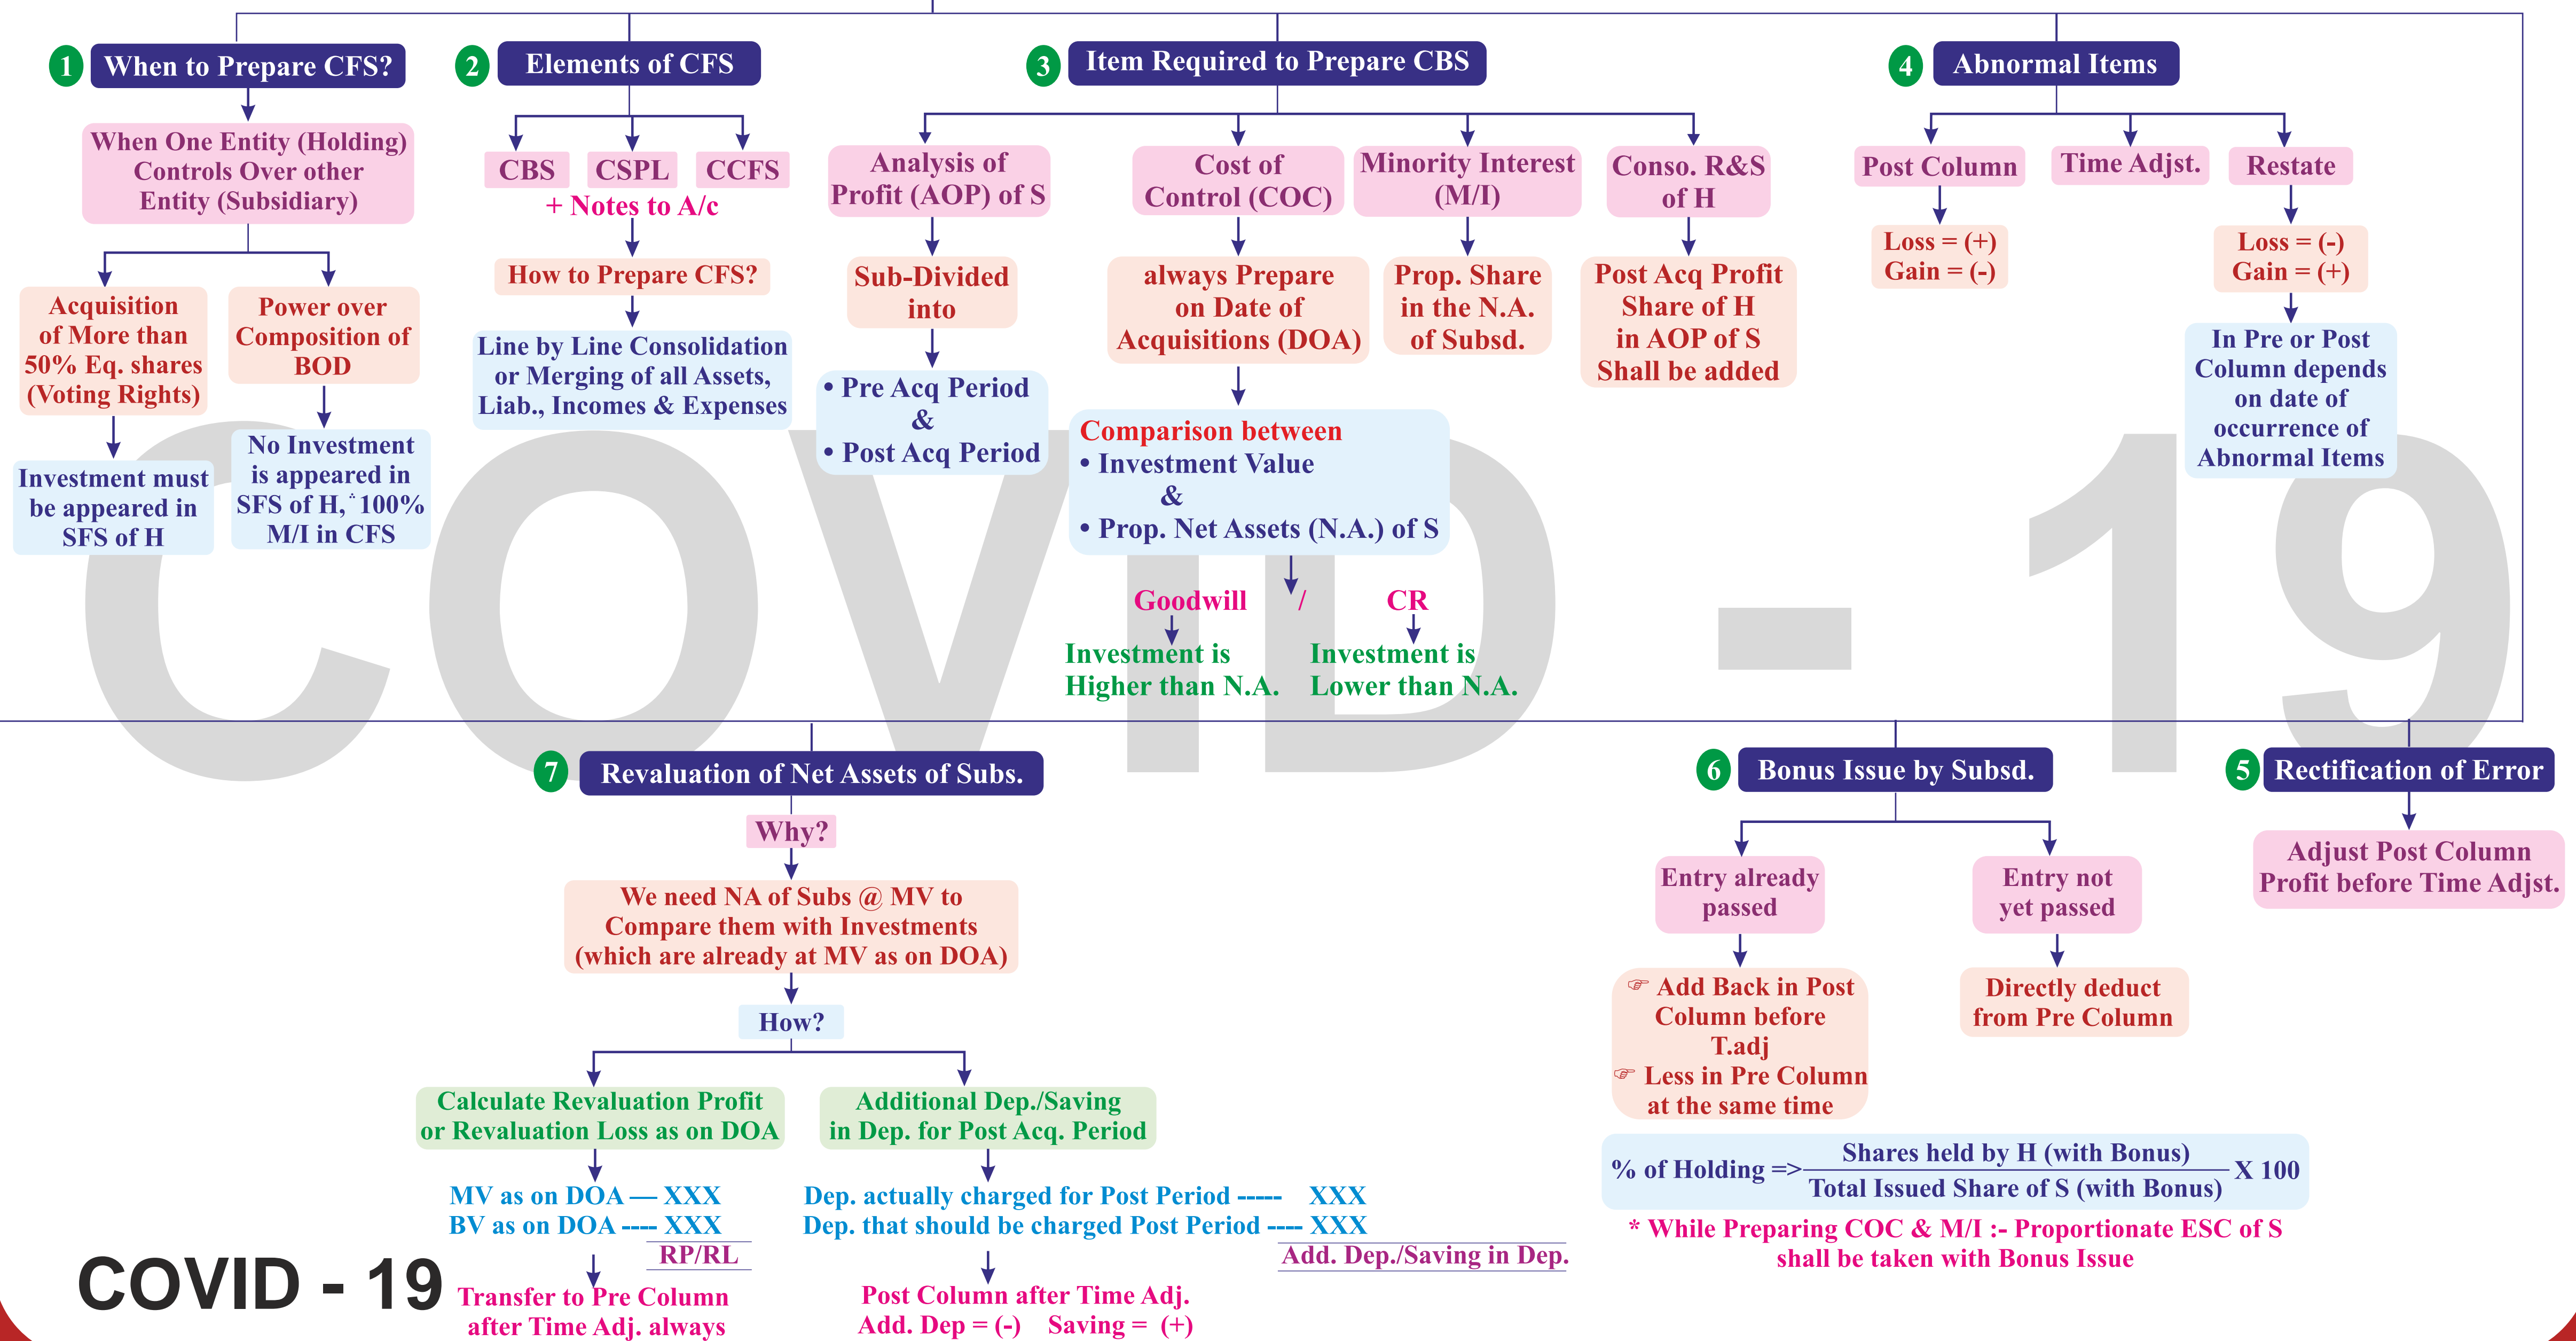 1 When to Prepare CFS?
When One Entity (Holding)
Controls Over other
Entity (Subsidiary)
Acquisition
of More than
50% Eq. shares
(Voting Rights)
Investment must
be appeared in
SFS of H
Power over
Composition of
BOD
No Investment
is appeared in
SFS of H, ∴ 100%
M/I in CFS
2 Elements of CFS
CBS CSPL CCFS
+ Notes to A/c
How to Prepare CFS?
Line by Line Consolidation
or Merging of all Assets,
Liab., Incomes & Expenses
3 Item Required to Prepare CBS
Analysis of
Profit (AOP) of S
Sub-Divided
into
• Pre Acq Period
&
• Post Acq Period
Cost of
Control (COC)
always Prepare
on Date of
Acquisitions (DOA)
Comparison between
• Investment Value
&
• Prop. Net Assets (N.A.) of S
Goodwill / CR
Investment is
Higher than N.A.
Investment is
Lower than N.A.
Minority Interest
(M/I)
Prop. Share
in the N.A.
of Subsd.
Conso. R&S
of H
Post Acq Profit
Share of H
in AOP of S
Shall be added
4 Abnormal Items
Post Column
Loss = (+)
Gain = (-)
Time Adjst.
Restate
Loss = (-)
Gain = (+)
In Pre or Post
Column depends
on date of
occurrence of
Abnormal Items
COVID - 19
7 Revaluation of Net Assets of Subs.
Why?
We need NA of Subs @ MV to
Compare them with Investments
(which are already at MV as on DOA)
How?
Calculate Revaluation Profit
or Revaluation Loss as on DOA
MV as on DOA — XXX
BV as on DOA ---- XXX
RP/RL
Transfer to Pre Column
after Time Adj. always
Additional Dep./Saving
in Dep. for Post Acq. Period
Dep. actually charged for Post Period ----- XXX
Dep. that should be charged Post Period ---- XXX
Add. Dep./Saving in Dep.
Post Column after Time Adj.
Add. Dep = (-) Saving = (+)
6 Bonus Issue by Subsd.
Entry already
passed
☞ Add Back in Post
Column before
T.adj
☞ Less in Pre Column
at the same time
Entry not
yet passed
Directly deduct
from Pre Column
% of Holding => Shares held by H (with Bonus)
Total Issued Share of S (with Bonus) X 100
* While Preparing COC & M/I :- Proportionate ESC of S
shall be taken with Bonus Issue
5 Rectification of Error
Adjust Post Column
Profit before Time Adjst.
COVID - 19